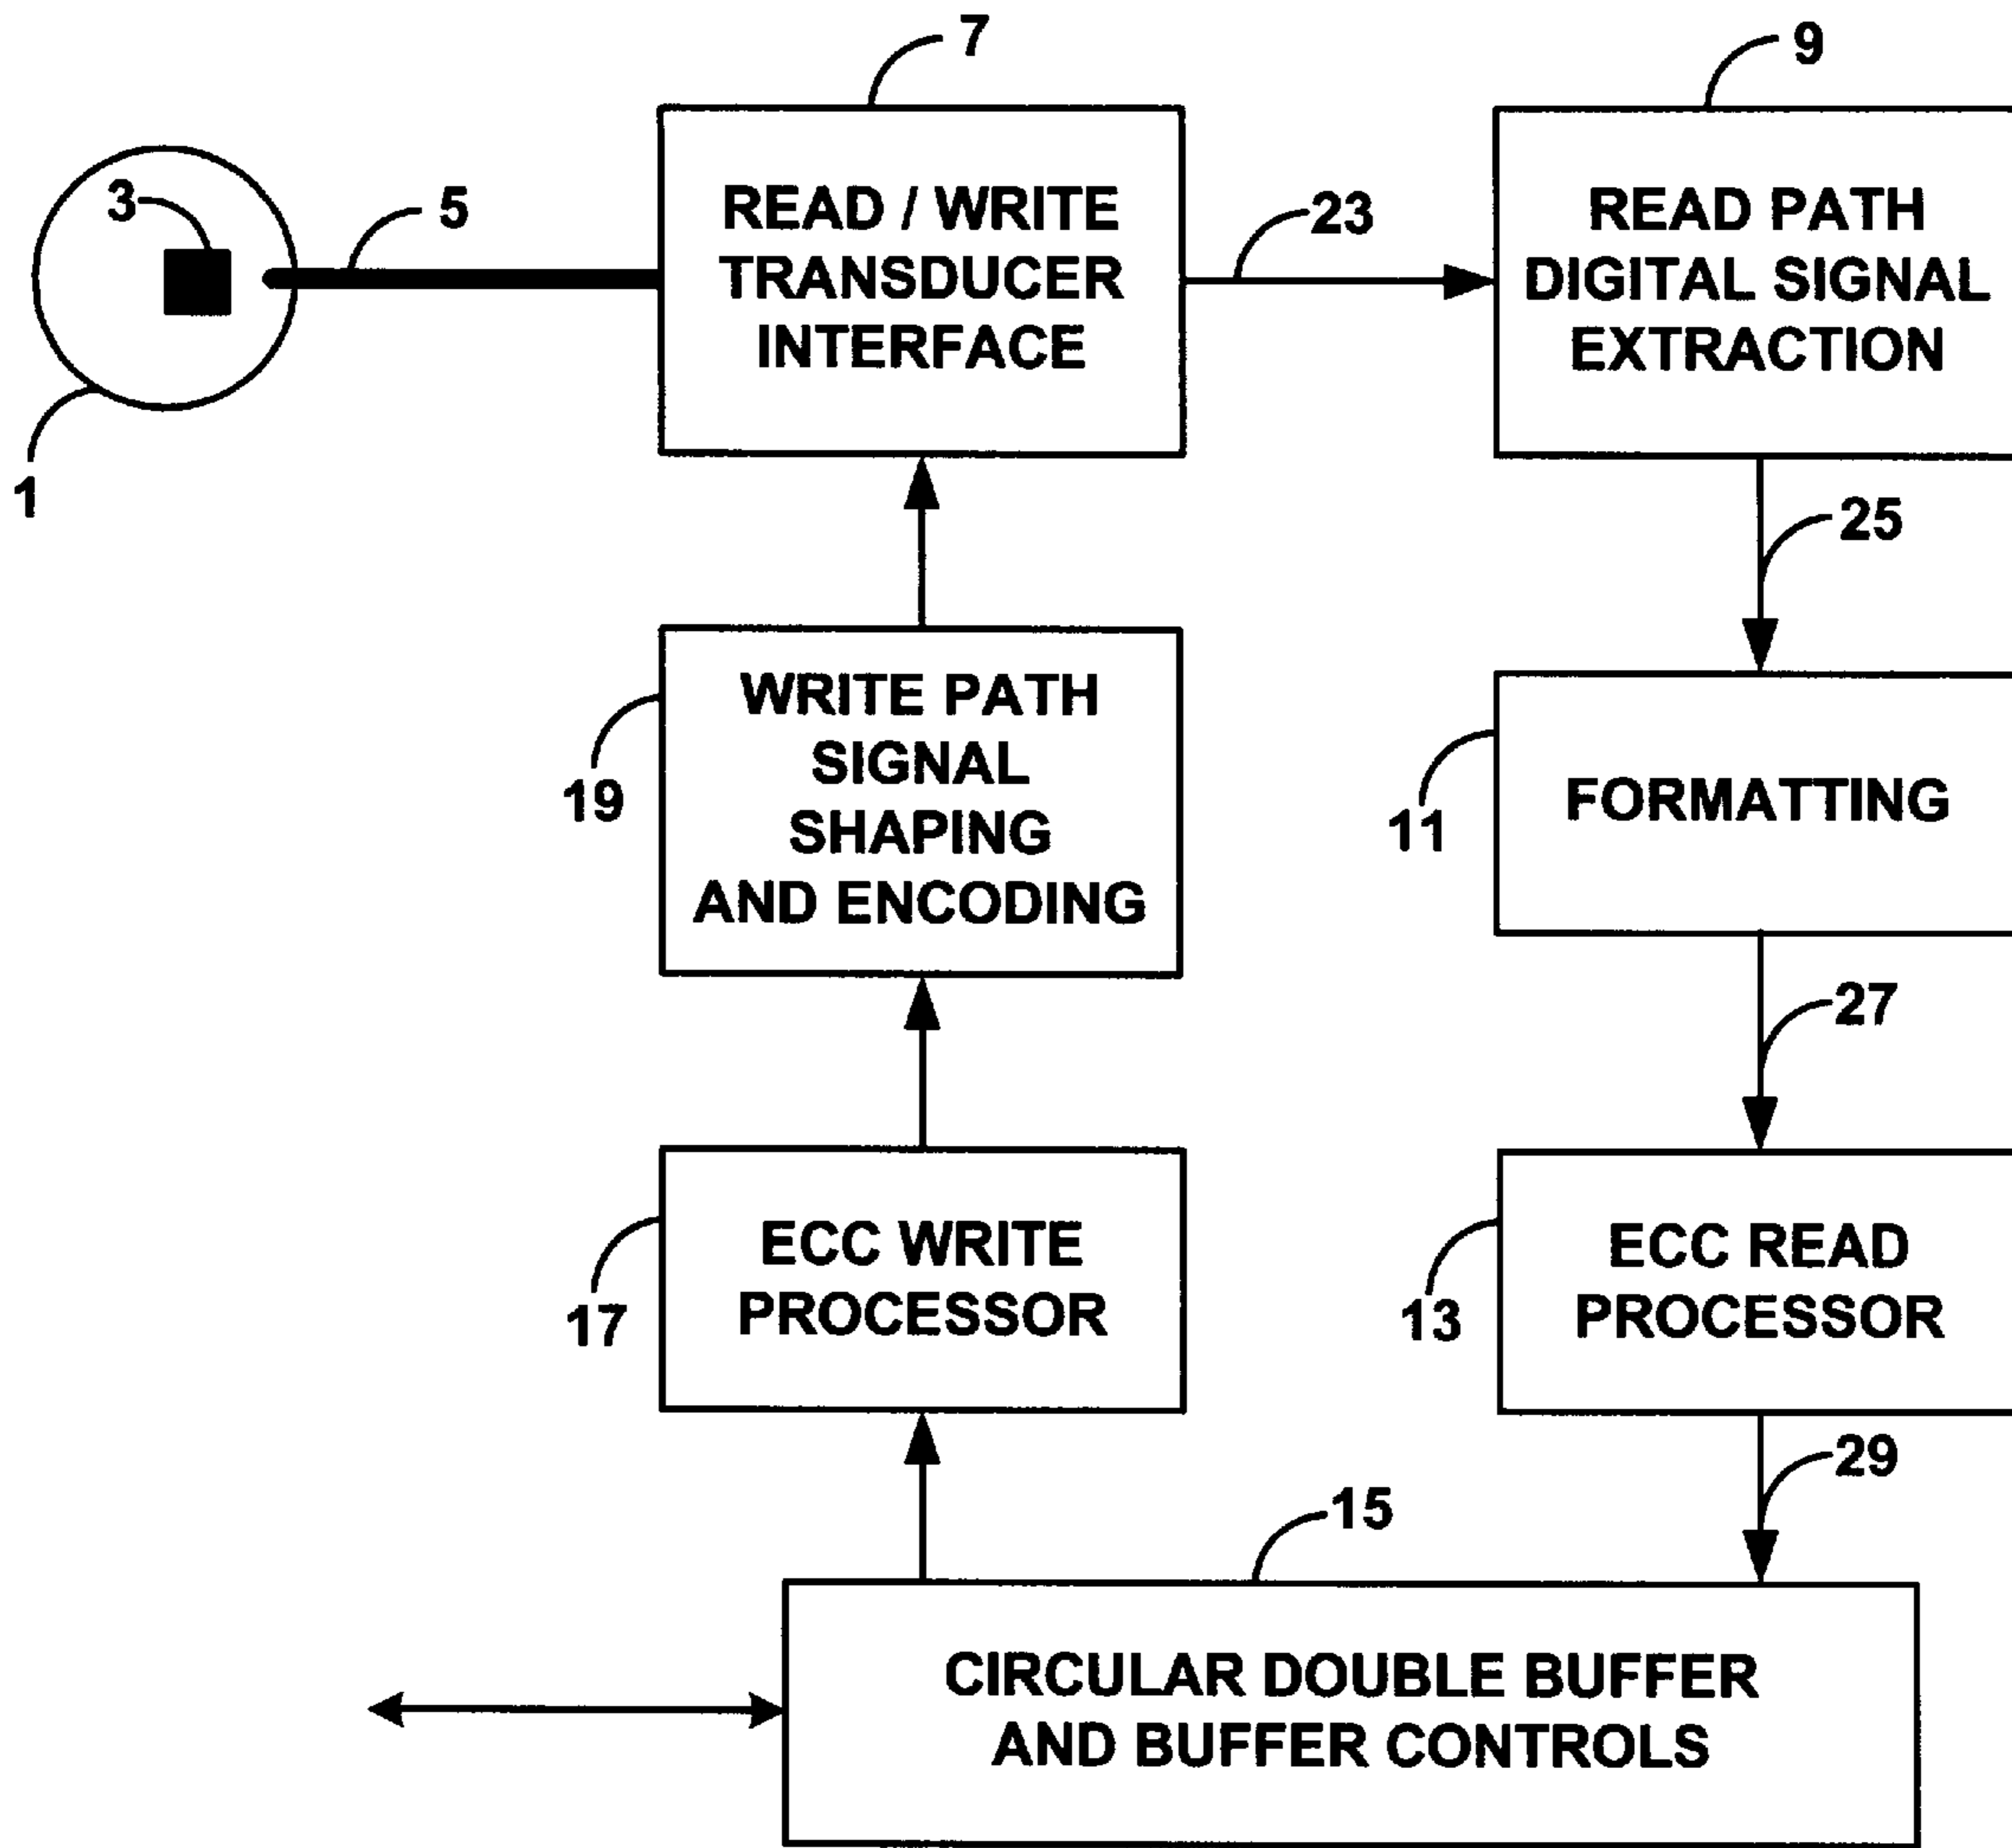 7
9
3
5
READ / WRITE
TRANSDUCER
INTERFACE
23
READ PATH
DIGITAL SIGNAL
EXTRACTION
1
25
19
WRITE PATH
SIGNAL
SHAPING
AND ENCODING
11
FORMATTING
27
17
ECC WRITE
PROCESSOR
13
ECC READ
PROCESSOR
29
15
CIRCULAR DOUBLE BUFFER
AND BUFFER CONTROLS